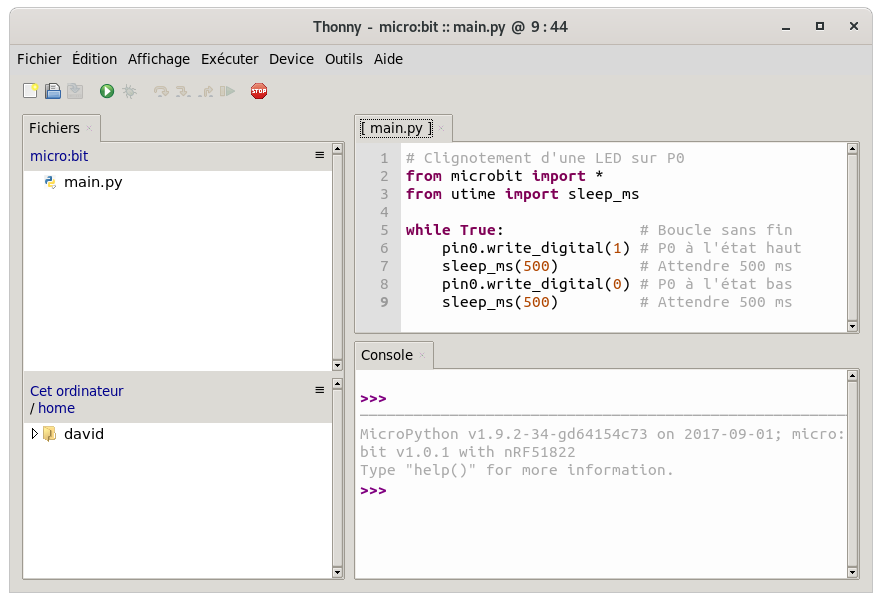 Thonny - micro:bit :: main.py @ 9 : 44
Fichier Édition Affichage Exécuter Device Outils Aide
STOP
Fichiers
micro:bit
main.py
Cet ordinateur
/ home
david
[ main.py ]
1 # Clignotement d'une LED sur P0
2 from microbit import *
3 from utime import sleep_ms
4
5 while True: # Boucle sans fin
6 pin0.write_digital(1) # P0 à l'état haut
7 sleep_ms(500) # Attendre 500 ms
8 pin0.write_digital(0) # P0 à l'état bas
9 sleep_ms(500) # Attendre 500 ms
Console
>>>
MicroPython v1.9.2-34-gd64154c73 on 2017-09-01; micro:
bit v1.0.1 with nRF51822
Type "help()" for more information.
>>>